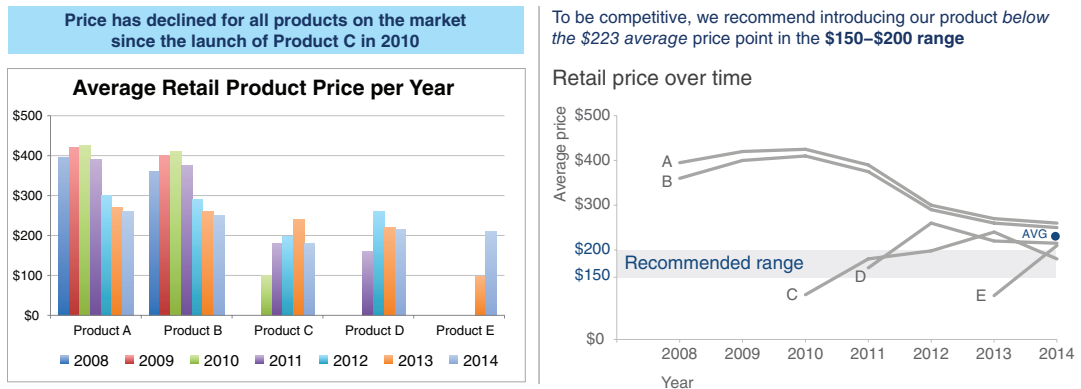 Price has declined for all products on the market
since the launch of Product C in 2010
Average Retail Product Price per Year
$500
$400
$300
$200
$100
$0
Product A
Product B
Product C
Product D
Product E
2008
2009
2010
2011
2012
2013
2014
To be competitive, we recommend introducing our product below
the $223 average price point in the $150–$200 range
Retail price over time
Average price
$500
$400
$300
$200
$150
$0
A
B
C
D
E
AVG
Recommended range
2008
2009
2010
2011
2012
2013
2014
Year